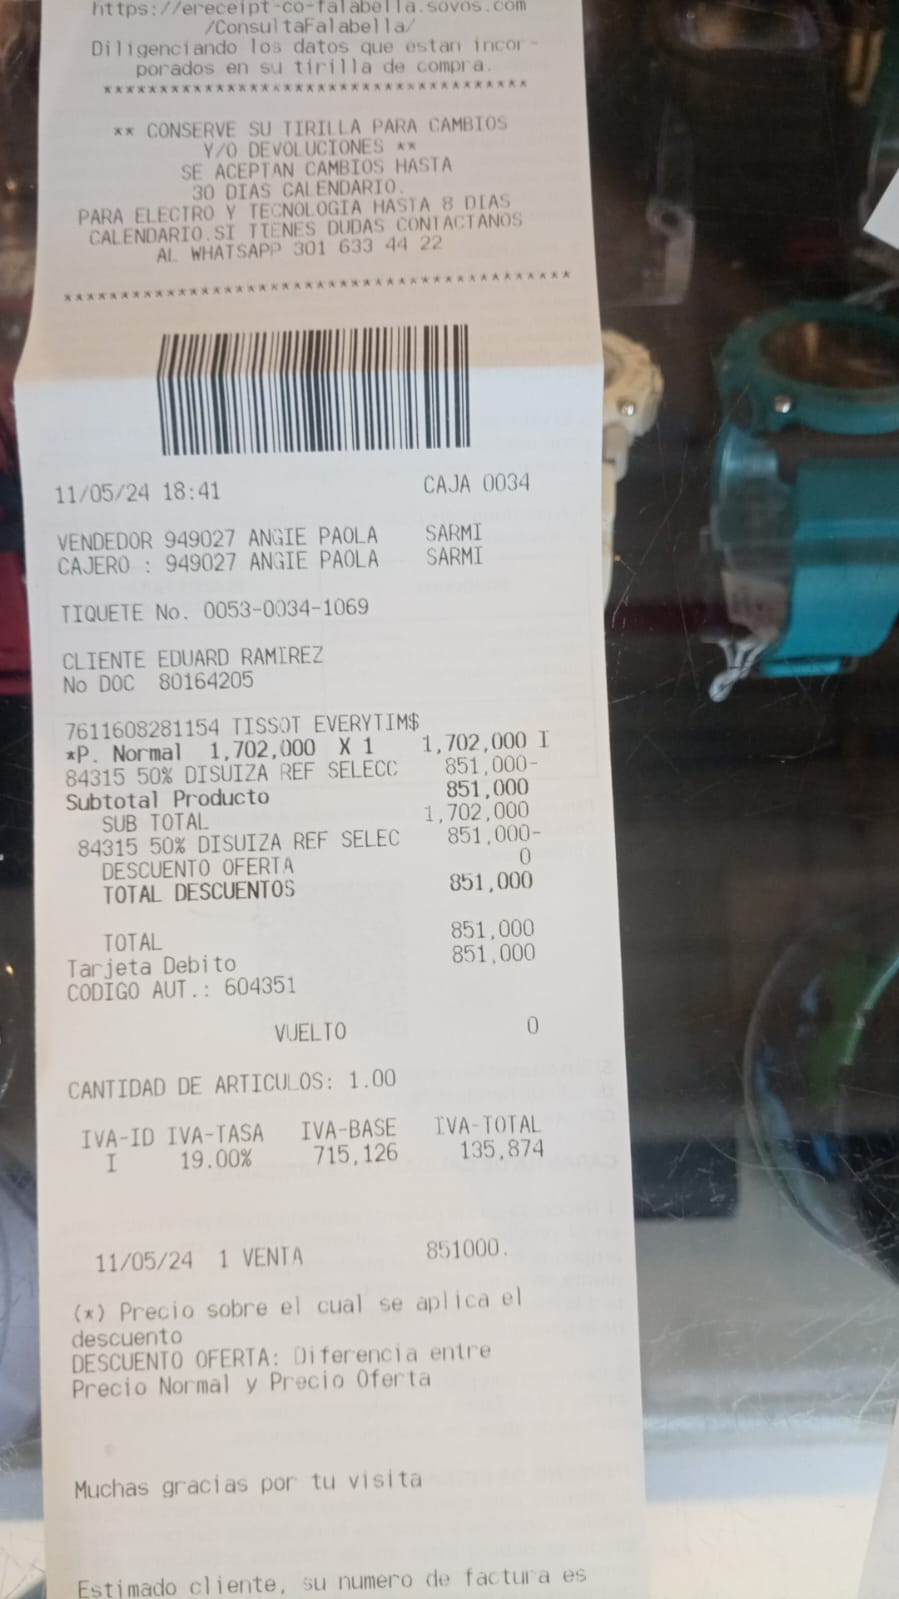 https://ereceipt-co-falabella.sovos.com
/ConsultaFalabella/
Diligenciando los datos que estan incor-
porados en su tirilla de compra.
**************************************
** CONSERVE SU TIRILLA PARA CAMBIOS
Y/O DEVOLUCIONES **
SE ACEPTAN CAMBIOS HASTA
30 DIAS CALENDARIO.
PARA ELECTRO Y TECNOLOGIA HASTA 8 DIAS
CALENDARIO.SI TIENES DUDAS CONTACTANOS
AL WHATSAPP 301 633 44 22
******************************************
11/05/24 18:41 CAJA 0034
VENDEDOR 949027 ANGIE PAOLA SARMI
CAJERO : 949027 ANGIE PAOLA SARMI
TIQUETE No. 0053-0034-1069
CLIENTE EDUARD RAMIREZ
No DOC 80164205
7611608281154 TISSOT EVERYTIM$
*P. Normal 1,702,000 X 1 1,702,000 I
84315 50% DISUIZA REF SELECC 851,000-
Subtotal Producto 851,000
SUB TOTAL 1,702,000
84315 50% DISUIZA REF SELEC 851,000-
DESCUENTO OFERTA 0
TOTAL DESCUENTOS 851,000
TOTAL 851,000
Tarjeta Debito 851,000
CODIGO AUT.: 604351
VUELTO 0
CANTIDAD DE ARTICULOS: 1.00
IVA-ID IVA-TASA IVA-BASE IVA-TOTAL
I 19.00% 715,126 135,874
11/05/24 1 VENTA 851000.
(*) Precio sobre el cual se aplica el
descuento
DESCUENTO OFERTA: Diferencia entre
Precio Normal y Precio Oferta
Muchas gracias por tu visita
Estimado cliente, su numero de factura es